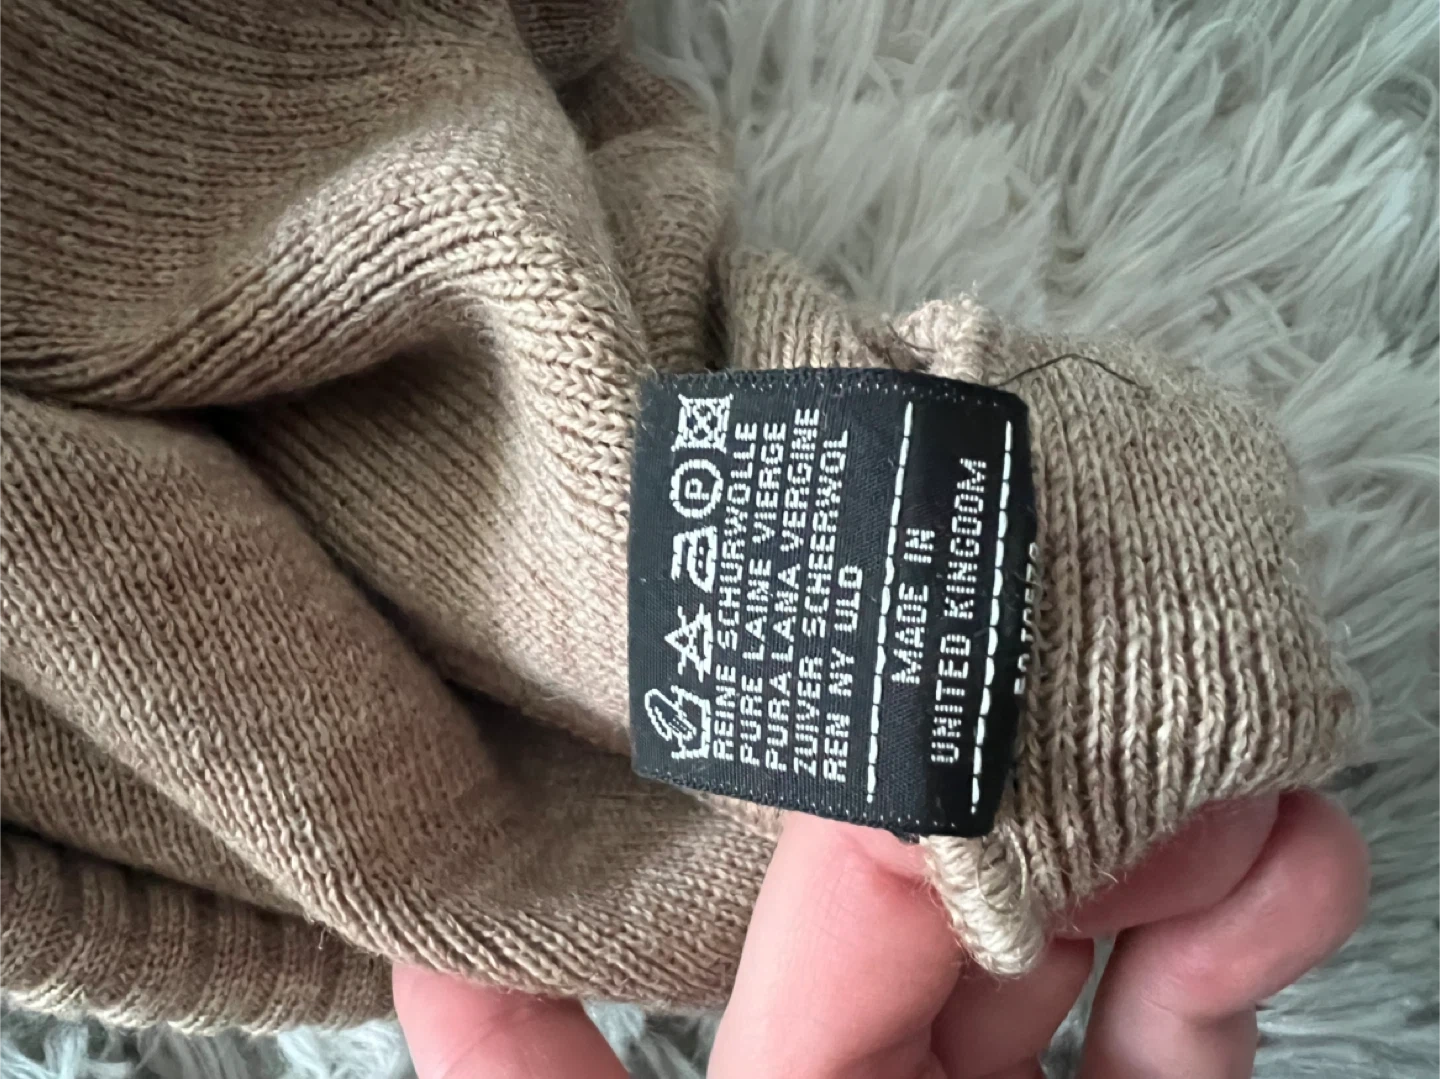 REINE SCHURWOLLE
PURE LAINE VIERGE
PURA LANA VERGINE
ZUIVER SCHEERWOL
REN NY ULD
MADE IN
UNITED KINGDOM